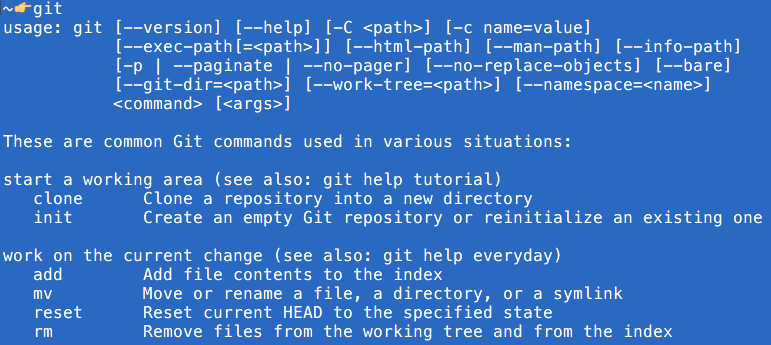 ~👉git
usage: git [--version] [--help] [-C <path>] [-c name=value]
[--exec-path[=<path>]] [--html-path] [--man-path] [--info-path]
[-p | --paginate | --no-pager] [--no-replace-objects] [--bare]
[--git-dir=<path>] [--work-tree=<path>] [--namespace=<name>]
<command> [<args>]
These are common Git commands used in various situations:
start a working area (see also: git help tutorial)
clone Clone a repository into a new directory
init Create an empty Git repository or reinitialize an existing one
work on the current change (see also: git help everyday)
add Add file contents to the index
mv Move or rename a file, a directory, or a symlink
reset Reset current HEAD to the specified state
rm Remove files from the working tree and from the index